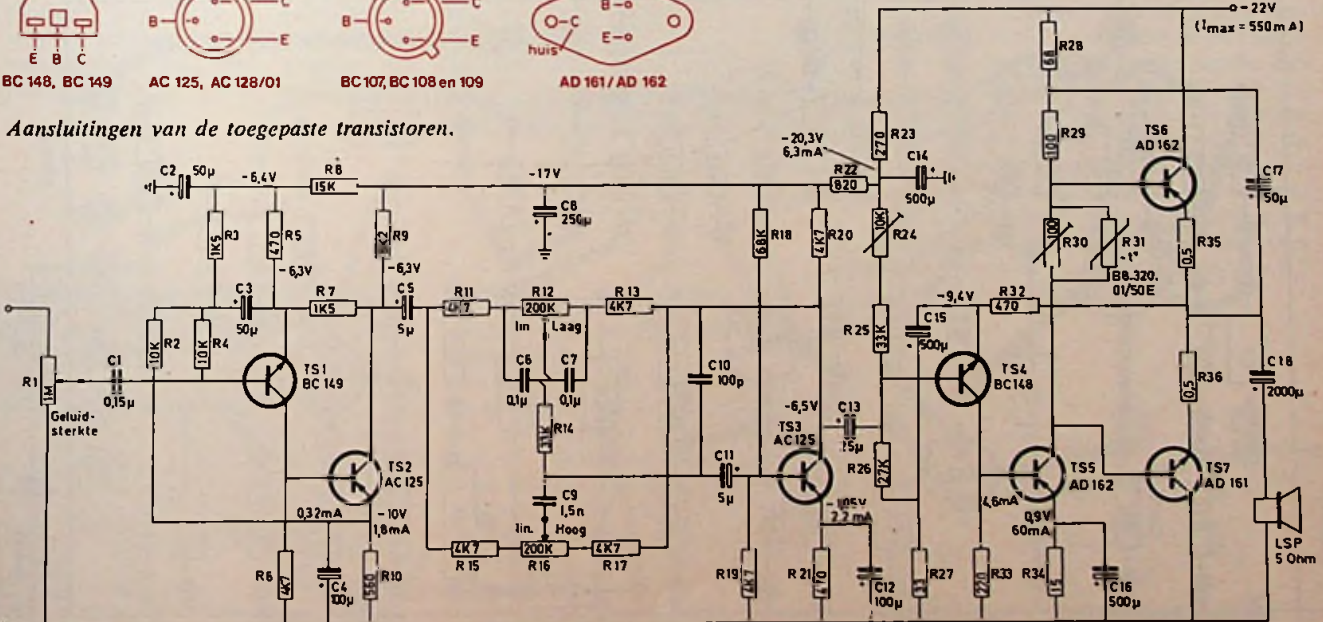 C
C
B
B
B
E
E
C
E
huis
E B C
BC 148, BC 149
AC 125, AC 128/01
BC107, BC 108 en 109
AD 161 / AD 162
Aansluitingen van de toegepaste transistoren.
-22V
(Imax = 550 mA)
R28
68
R29
100
TS6
AD 162
C17
50µ
-20,3V
6,3mA
R23
270
C14
500µ
R22
820
C2
50µ
-6,4V
R8
15K
-17V
C8
250µ
R3
1K5
R5
470
R9
1K2
R18
68K
R20
4K7
R24
10K
R30
100
R31
-t°
B8.320.
01/50E
R35
0,5
-6,3V
-6,3V
C3
50µ
R7
1K5
C5
5µ
R11
4K7
R12
200K
lin
Laag
R13
4K7
-9,4V
R32
470
C15
500µ
R25
33K
R2
10K
R4
10K
TS1
BC 149
C6
0,1µ
C7
0,1µ
C10
100p
TS4
BC148
C18
2000µ
R1
1M
Geluid-
sterkte
C1
0,15µ
R14
-6,5V
TS3
AC125
C13
R36
0,5
R26
27K
TS2
AC 125
C11
5µ
TS5
AD 162
TS7
AD 161
0,32mA
-10V
1,8mA
C9
1,5n
lin.
Hoog
2,2 mA
4,6mA
0,9V
60mA
LSP
5 Ohm
R6
4K7
C4
100µ
R10
560
4K7
R15
200K
R16
4K7
R17
R19
4K7
R21
470
C12
100µ
R27
33
R33
220
R34
15
C16
500µ